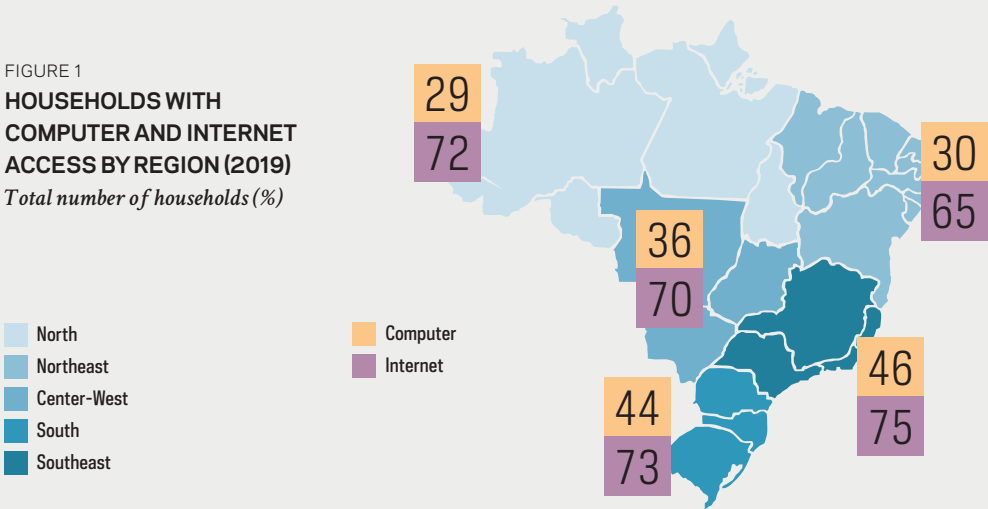 FIGURE 1
HOUSEHOLDS WITH
COMPUTER AND INTERNET
ACCESS BY REGION (2019)
Total number of households (%)
29
72
30
65
36
70
46
75
44
73
North
Northeast
Center-West
South
Southeast
Computer
Internet